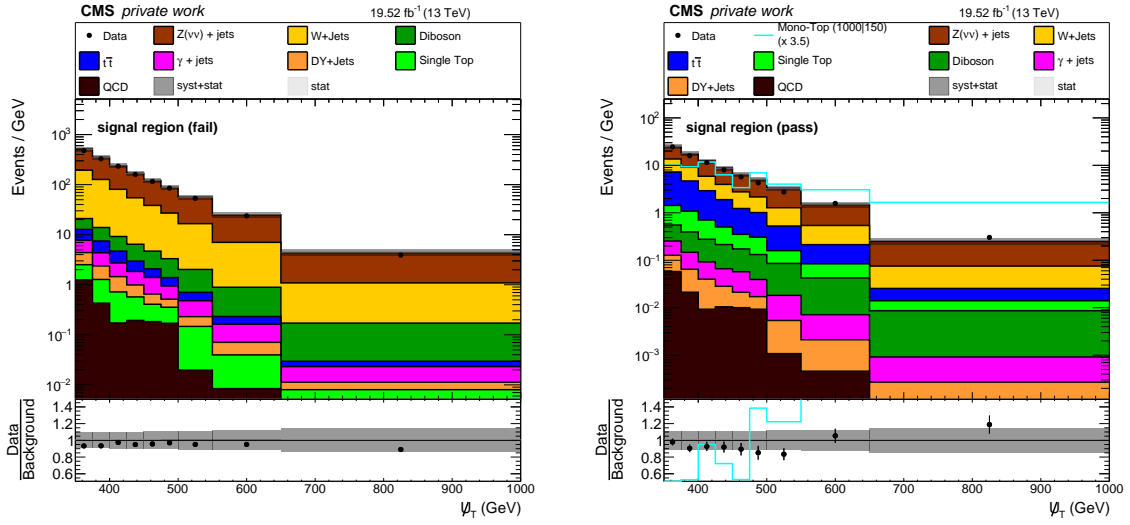 CMS private work 19.52 fb⁻¹ (13 TeV)
Data
Z(νν) + jets
W+Jets
Diboson
tt̅
γ + jets
DY+Jets
Single Top
QCD
syst+stat
stat
signal region (fail)
Events / GeV
10³
10²
10
1
10⁻¹
10⁻²
Data
Background
1.4
1.2
1.0
0.8
0.6
400 500 600 700 800 900 1000
(GeV)
CMS private work 19.52 fb⁻¹ (13 TeV)
Data
Mono-Top (1000|150)
(x 3.5)
Z(νν) + jets
W+Jets
tt̅
Single Top
Diboson
γ + jets
DY+Jets
QCD
syst+stat
stat
signal region (pass)
Events / GeV
10²
10
1
10⁻¹
10⁻²
10⁻³
Data
Background
1.4
1.2
1.0
0.8
0.6
400 500 600 700 800 900 1000
(GeV)